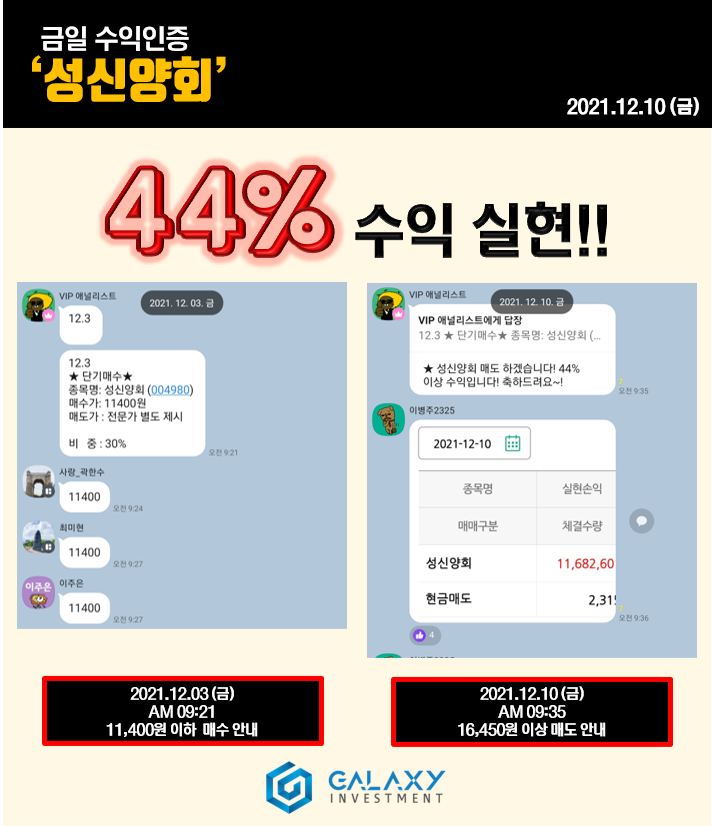 금일 수익인증
‘성신양회’
2021.12.10 (금)
44% 수익 실현!!
VIP 애널리스트
2021. 12. 03. 금
12.3
12.3
★ 단기매수★
종목명: 성신양회 (004980)
매수가: 11400원
매도가 : 전문가 별도 제시
비 중 : 30%
오전 9:21
사랑_곽한수
11400
오전 9:24
최미현
11400
오전 9:27
이주은
이주은
11400
오전 9:27
VIP 애널리스트
2021. 12. 10. 금
VIP 애널리스트에게 답장
12.3 ★ 단기매수★ 종목명: 성신양회 (...
★ 성신양회 매도 하겠습니다! 44%
이상 수익입니다! 축하드려요~!
7
오전 9:35
이병주2325
2021-12-10
종목명 실현손익
매매구분 체결수량
성신양회 11,682,60
현금매도 2,315
7
오전 9:36
4
2021.12.03 (금)
AM 09:21
11,400원 이하 매수 안내
2021.12.10 (금)
AM 09:35
16,450원 이상 매도 안내
GALAXY
INVESTMENT